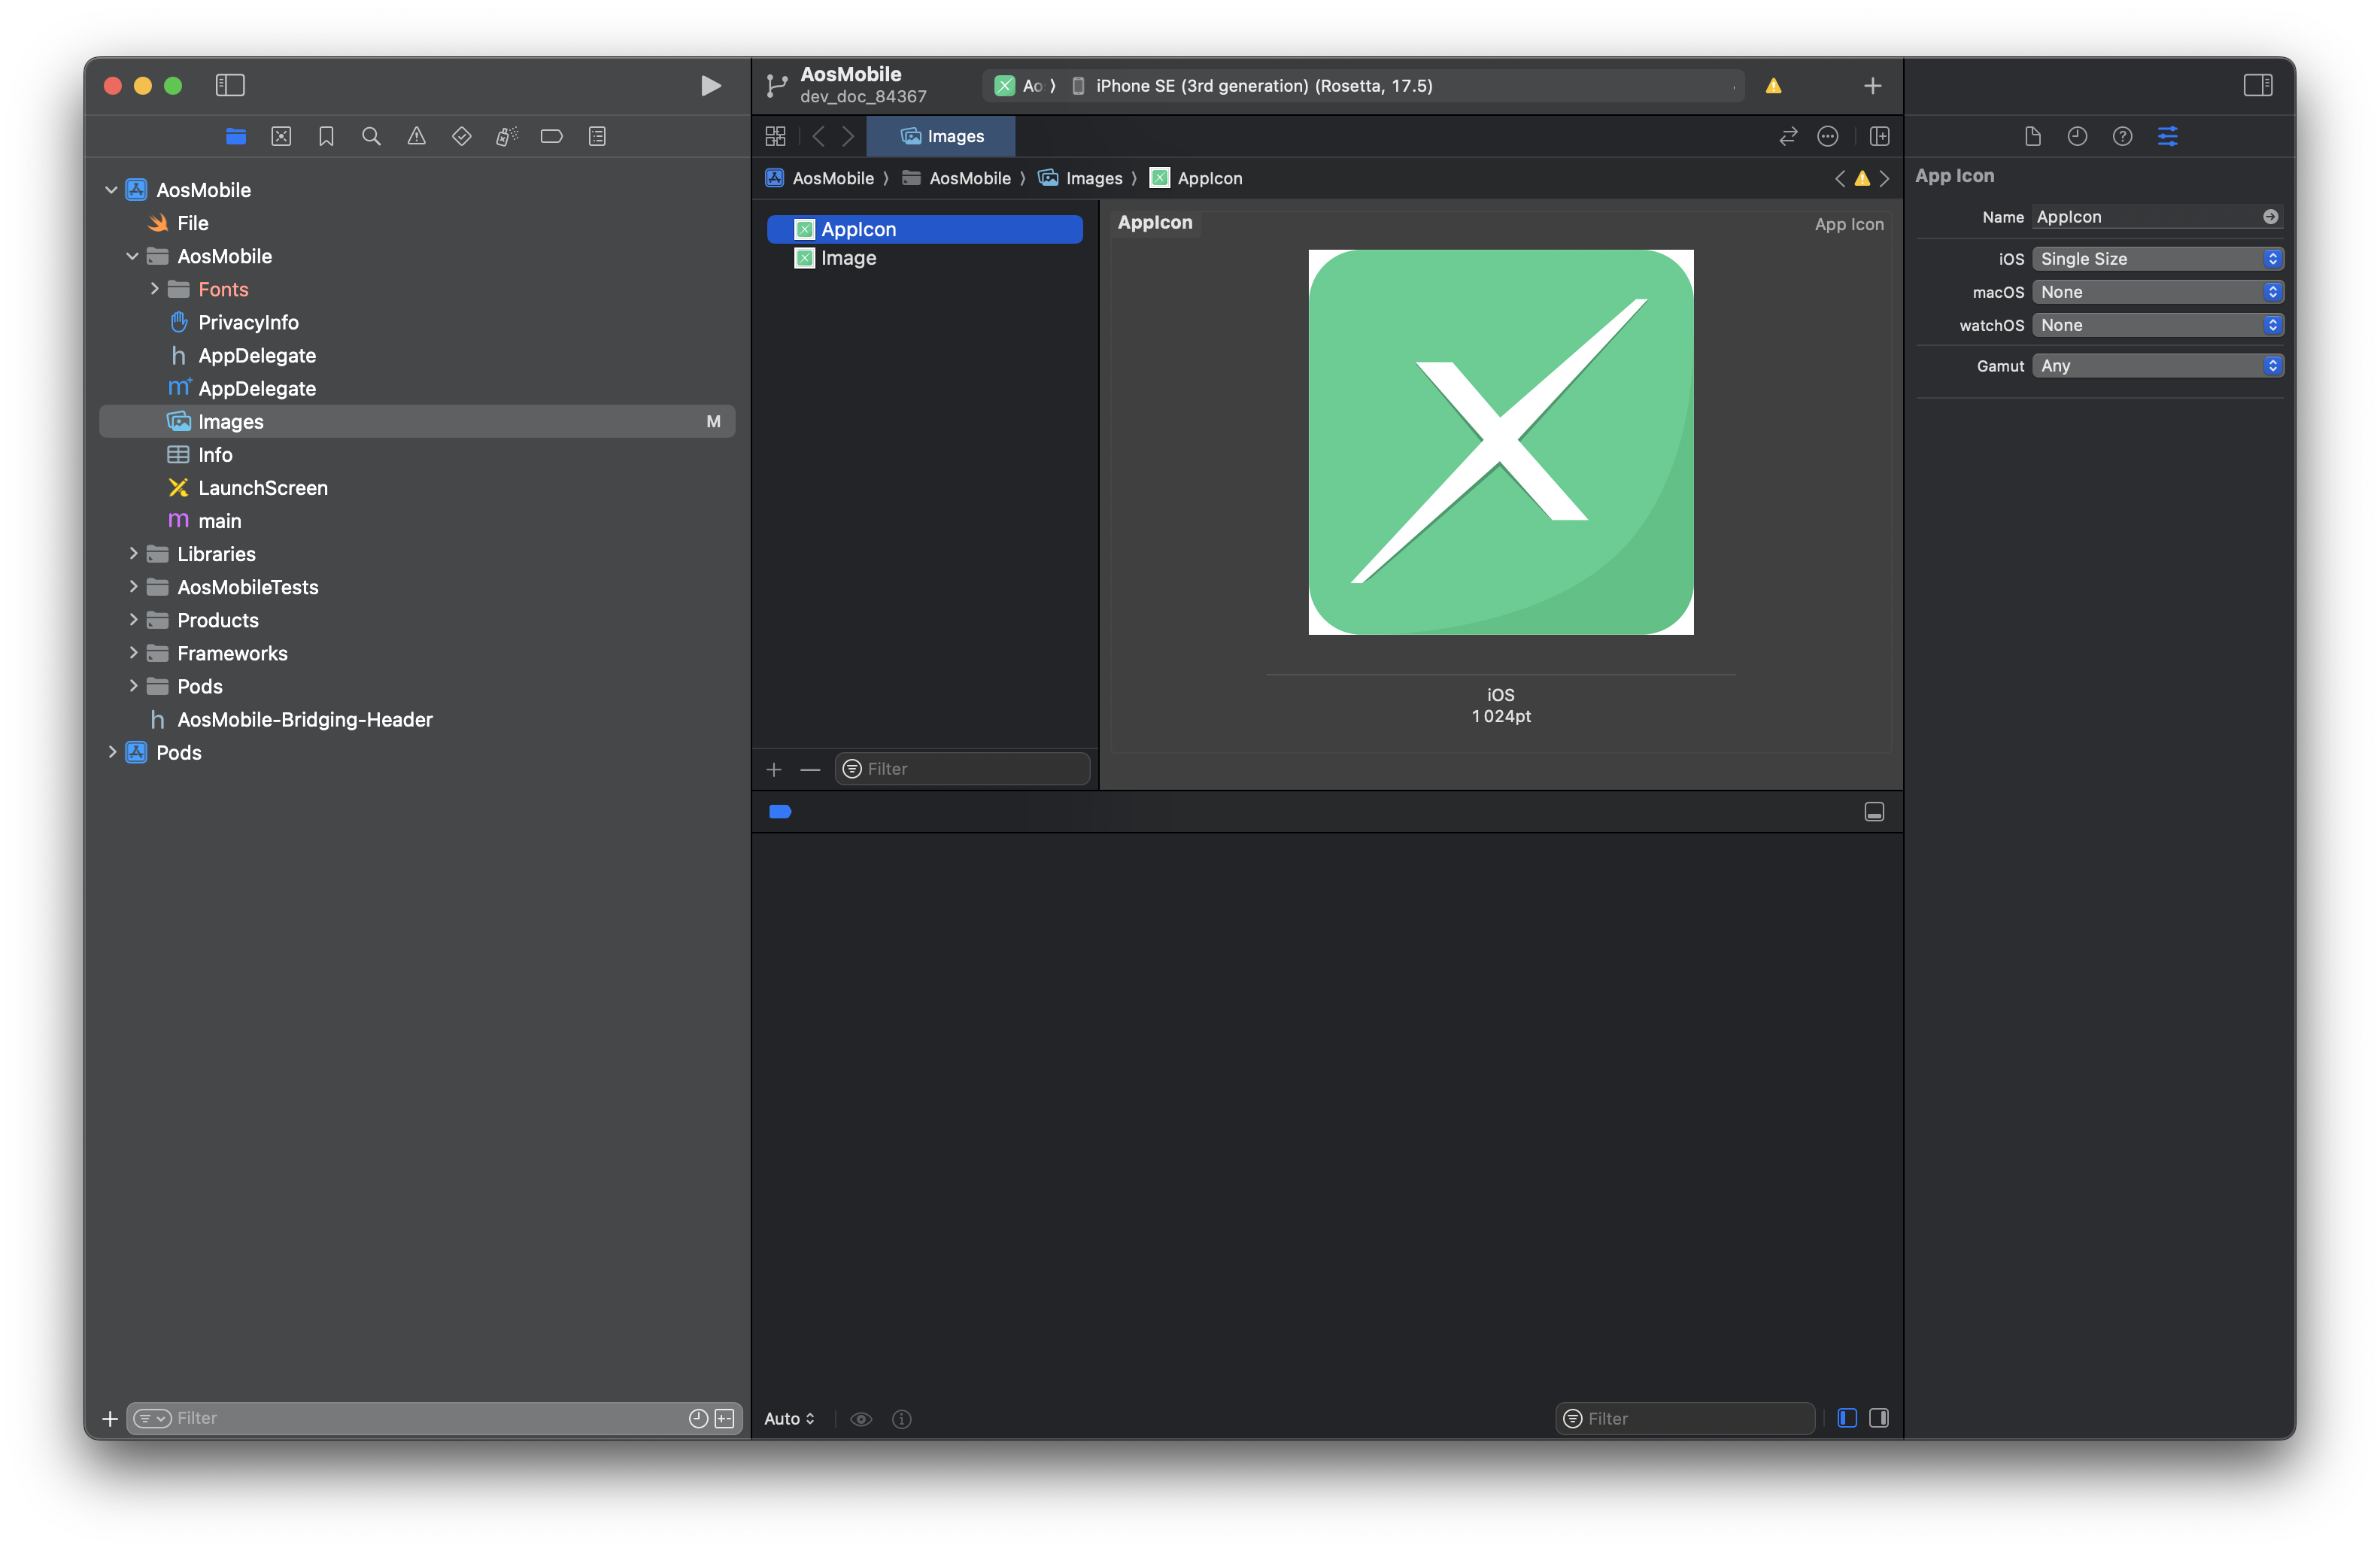 AosMobile
dev_doc_84367
Ao
iPhone SE (3rd generation) (Rosetta, 17.5)
Images
AosMobile
AosMobile
Images
AppIcon
AosMobile
File
AosMobile
Fonts
PrivacyInfo
AppDelegate
AppDelegate
Images
M
Info
LaunchScreen
main
Libraries
AosMobileTests
Products
Frameworks
Pods
AosMobile-Bridging-Header
Pods
Filter
AppIcon
Image
Filter
AppIcon
App Icon
iOS
1 024pt
Auto
Filter
App Icon
Name AppIcon
iOS Single Size
macOS None
watchOS None
Gamut Any